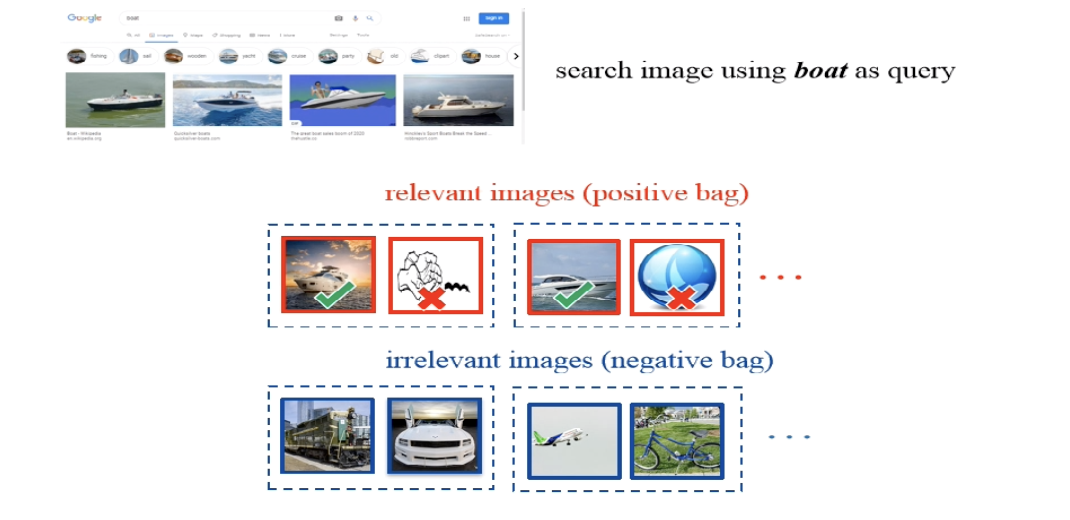 Google
boat
sign in
All Images Maps Shopping Videos More Settings Tools
fishing sail wooden yacht cruise party old clipart house
Boat - Wikipedia
en.wikipedia.org
Quicksilver boats
quicksilver-boats.com
The great boat sales boom of 2020
Hinckley's Sport Boats Break the Speed ...
robbreport.com
search image using boat as query
relevant images (positive bag)
...
irrelevant images (negative bag)
...